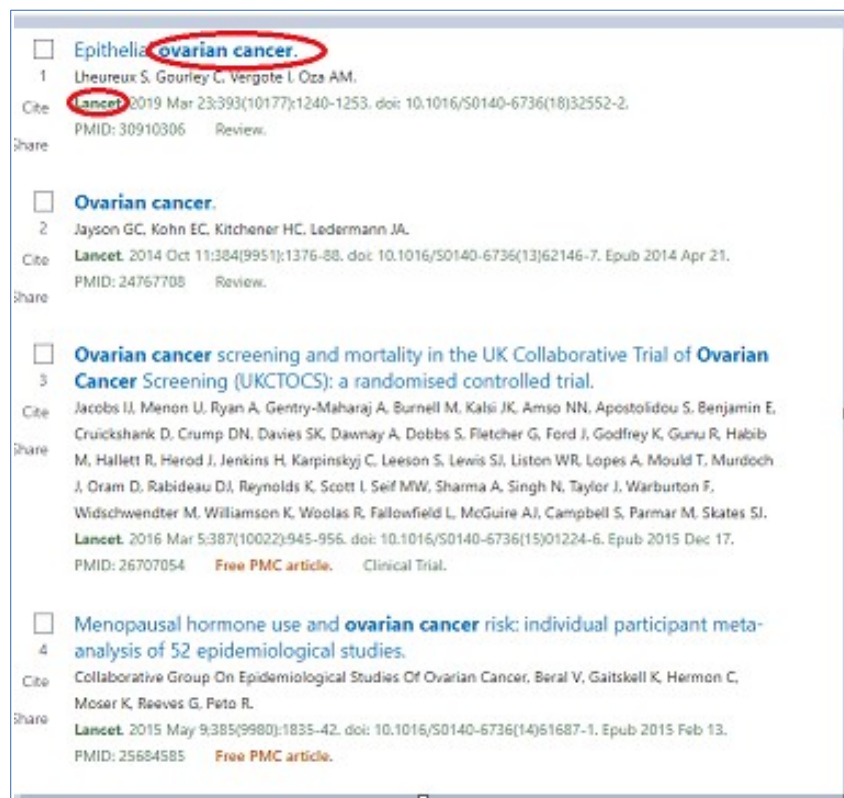 Epithelial ovarian cancer.
1
Lheureux S, Gourley C, Vergote I, Oza AM.
Cite
Lancet. 2019 Mar 23;393(10177):1240-1253. doi: 10.1016/S0140-6736(18)32552-2.
PMID: 30910306 Review.
Share
Ovarian cancer.
2
Jayson GC, Kohn EC, Kitchener HC, Ledermann JA.
Cite
Lancet. 2014 Oct 11;384(9951):1376-88. doi: 10.1016/S0140-6736(13)62146-7. Epub 2014 Apr 21.
PMID: 24767708 Review.
Share
Ovarian cancer screening and mortality in the UK Collaborative Trial of Ovarian
3
Cancer Screening (UKCTOCS): a randomised controlled trial.
Cite
Jacobs IJ, Menon U, Ryan A, Gentry-Maharaj A, Burnell M, Kalsi JK, Amso NN, Apostolidou S, Benjamin E,
Cruickshank D, Crump DN, Davies SK, Dawnay A, Dobbs S, Fletcher G, Ford J, Godfrey K, Gunu R, Habib
Share
M, Hallett R, Herod J, Jenkins H, Karpinskyj C, Leeson S, Lewis SJ, Liston WR, Lopes A, Mould T, Murdoch
J, Oram D, Rabideau DJ, Reynolds K, Scott I, Seif MW, Sharma A, Singh N, Taylor J, Warburton F,
Widschwendter M, Williamson K, Woolas R, Fallowfield L, McGuire AJ, Campbell S, Parmar M, Skates SJ.
Lancet. 2016 Mar 5;387(10022):945-956. doi: 10.1016/S0140-6736(15)01224-6. Epub 2015 Dec 17.
PMID: 26707054 Free PMC article. Clinical Trial.
Menopausal hormone use and ovarian cancer risk: individual participant meta-
4
analysis of 52 epidemiological studies.
Cite
Collaborative Group On Epidemiological Studies Of Ovarian Cancer, Beral V, Gaitskell K, Hermon C,
Moser K, Reeves G, Peto R.
Share
Lancet. 2015 May 9;385(9980):1835-42. doi: 10.1016/S0140-6736(14)61687-1. Epub 2015 Feb 13.
PMID: 25684585 Free PMC article.